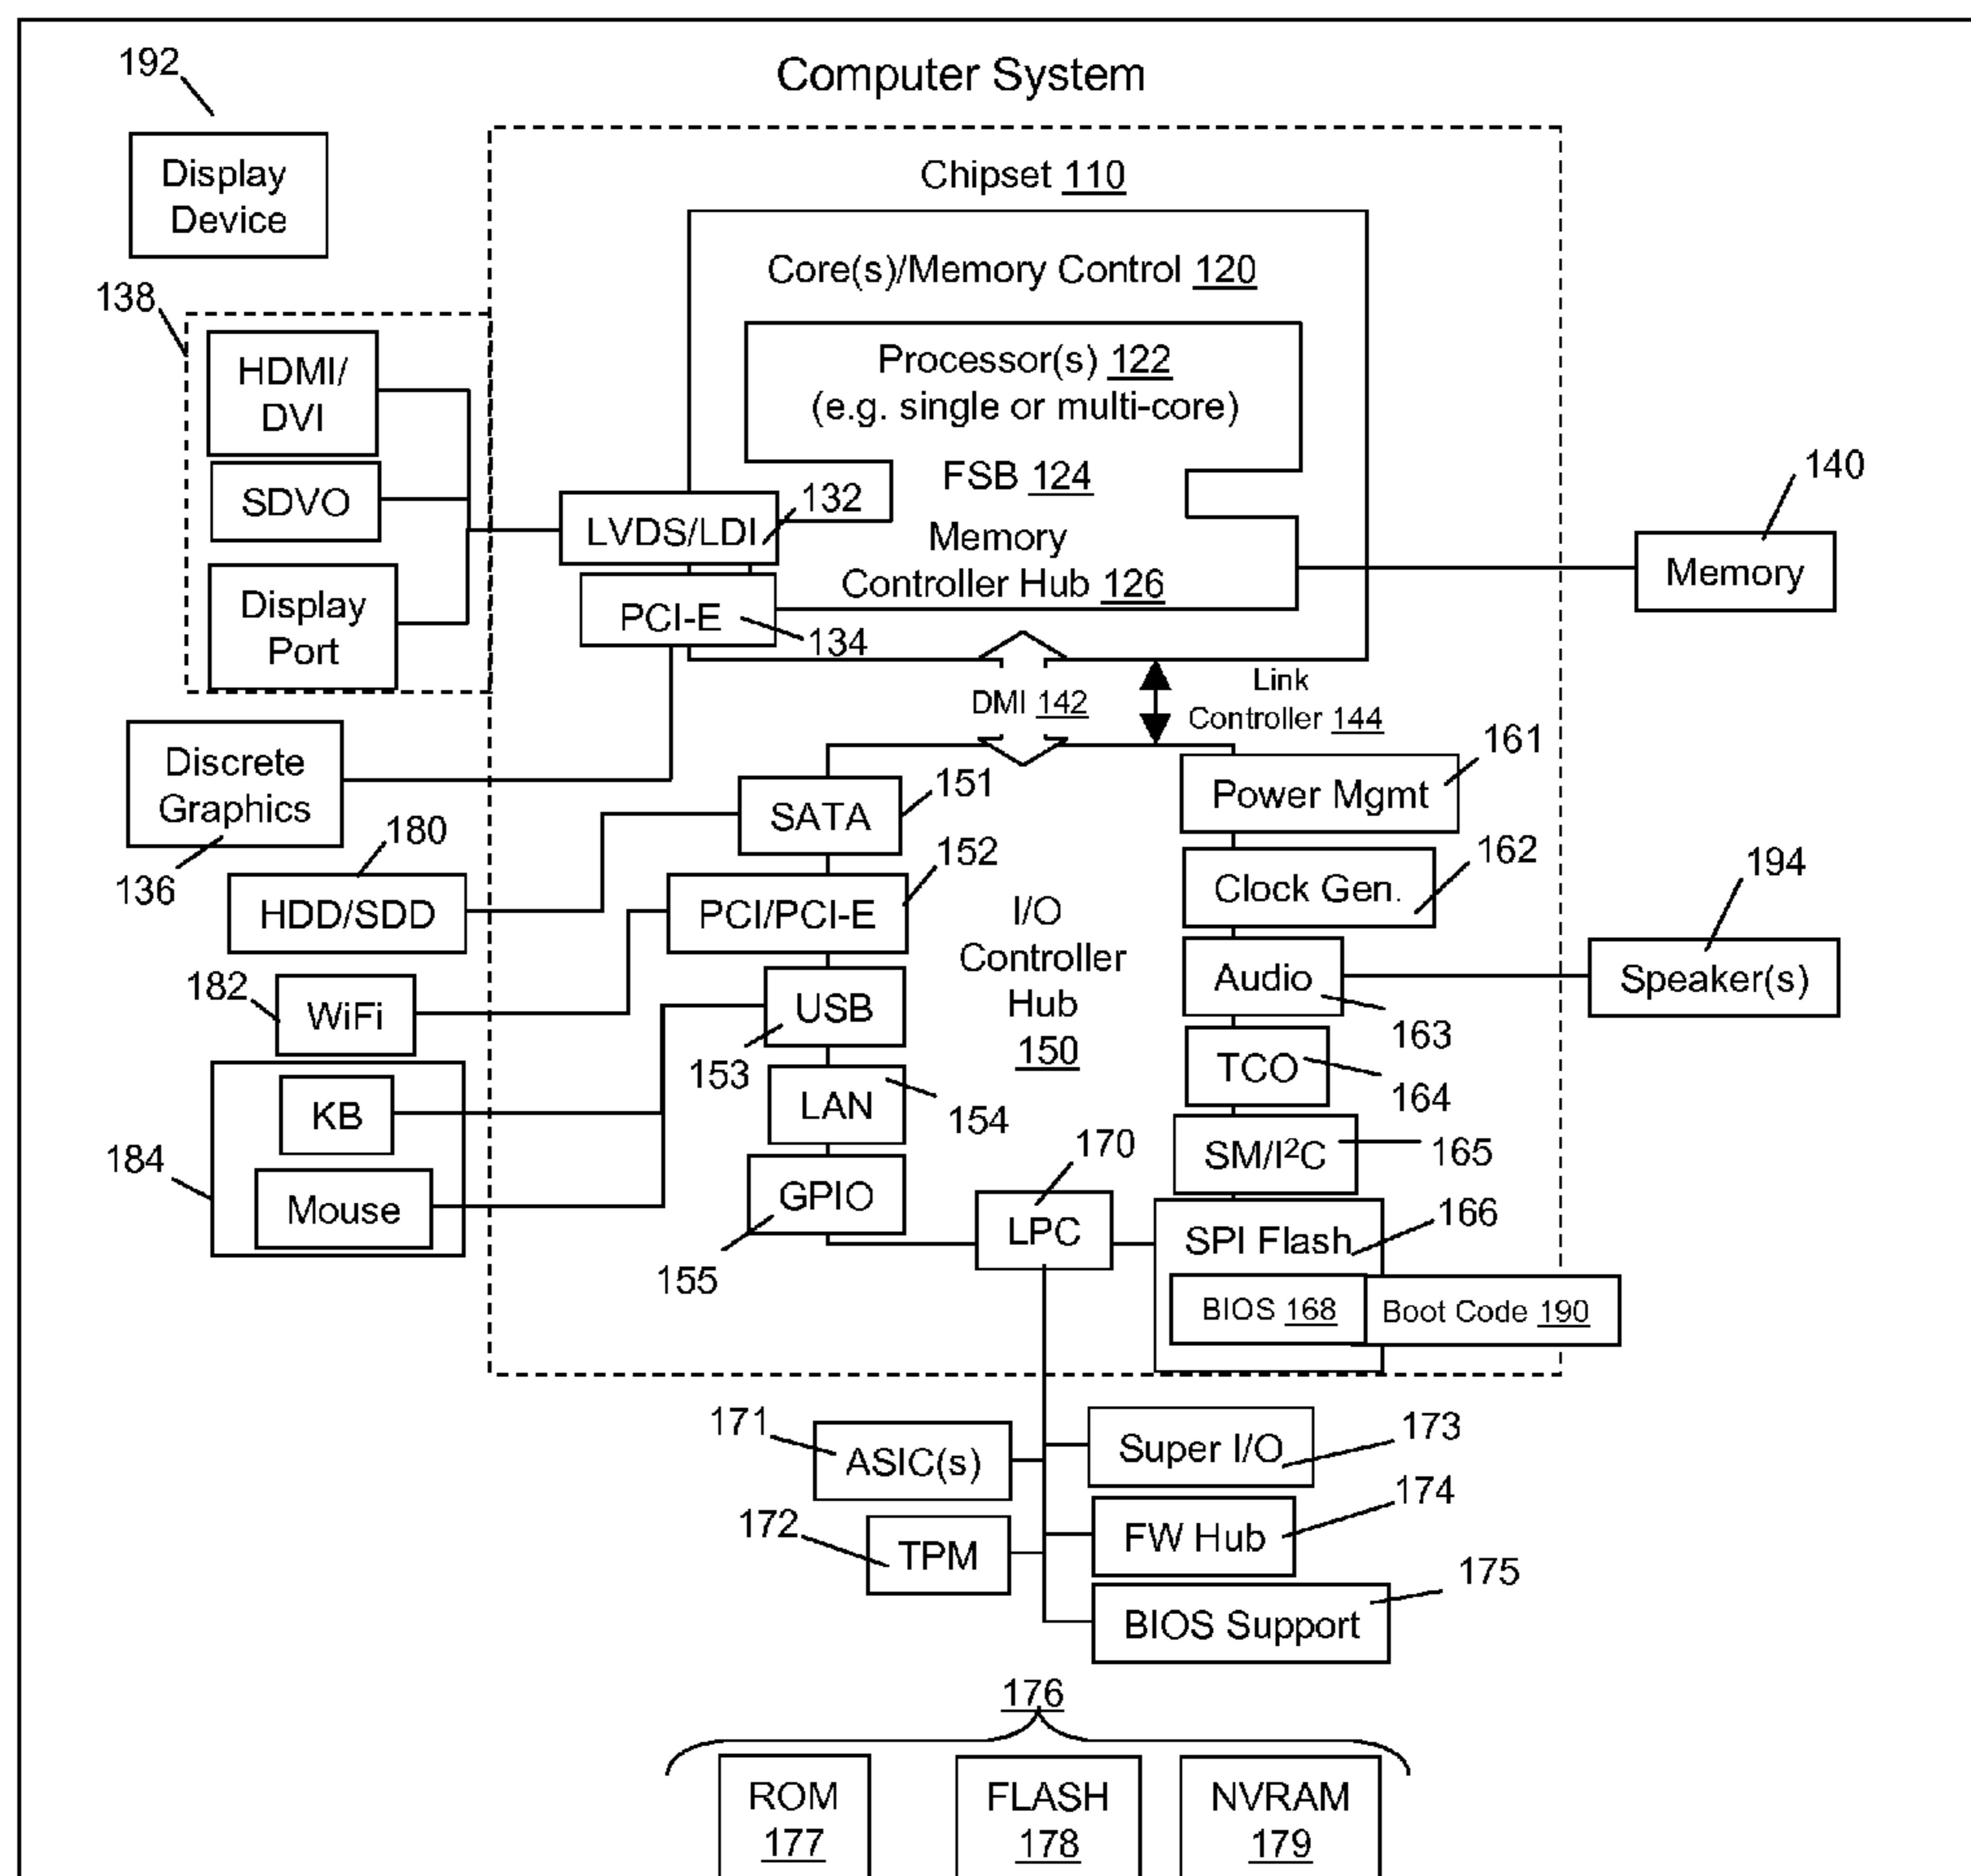 192
Computer System
Display
Device
Chipset 110
Core(s)/Memory Control 120
138
HDMI/
DVI
Processor(s) 122
(e.g. single or multi-core)
SDVO
FSB 124
140
LVDS/LDI
132
Memory
Controller Hub 126
Memory
Display
Port
PCI-E
134
DMI 142
Link
Controller 144
Discrete
Graphics
136
161
Power Mgmt
SATA
151
180
HDD/SDD
152
PCI/PCI-E
162
Clock Gen.
194
I/O
Controller
Hub
150
Audio
163
Speaker(s)
182
WiFi
USB
153
TCO
164
184
KB
Mouse
LAN
154
SM/I²C
165
GPIO
155
170
LPC
SPI Flash
166
BIOS 168
Boot Code 190
171
ASIC(s)
Super I/O
173
172
TPM
FW Hub
174
BIOS Support
175
176
ROM
177
FLASH
178
NVRAM
179